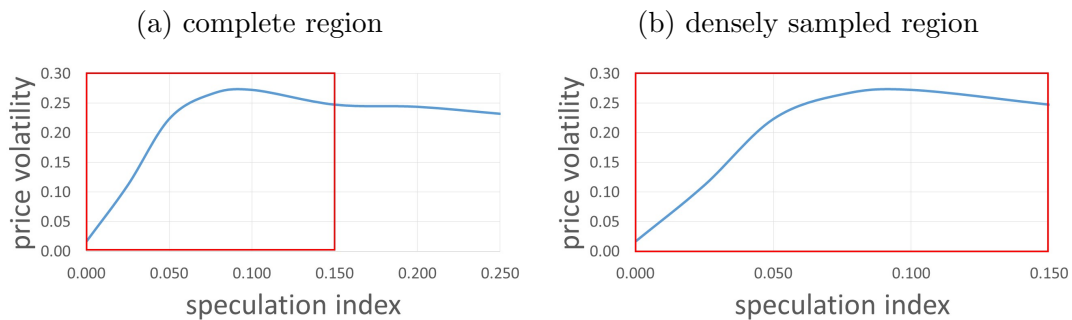 (a) complete region
price volatility
0.30
0.25
0.20
0.15
0.10
0.05
0.00
0.000 0.050 0.100 0.150 0.200 0.250
speculation index
(b) densely sampled region
price volatility
0.30
0.25
0.20
0.15
0.10
0.05
0.00
0.000 0.050 0.100 0.150
speculation index